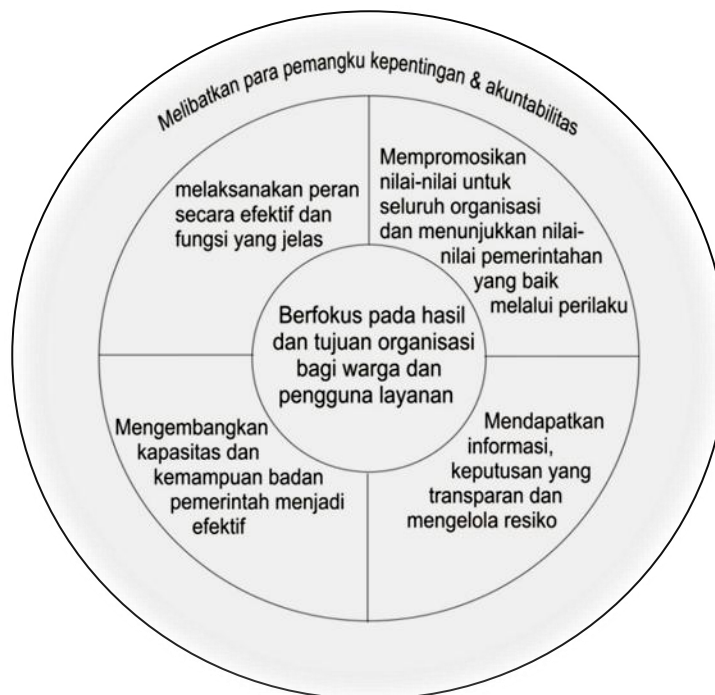 Melibatkan para pemangku kepentingan & akuntabilitas
melaksanakan peran
secara efektif dan
fungsi yang jelas
Mempromosikan
nilai-nilai untuk
seluruh organisasi
dan menunjukkan nilai-
nilai pemerintahan
yang baik
melalui perilaku
Berfokus pada hasil
dan tujuan organisasi
bagi warga dan
pengguna layanan
Mengembangkan
kapasitas dan
kemampuan badan
pemerintah menjadi
efektif
Mendapatkan
informasi,
keputusan yang
transparan dan
mengelola resiko